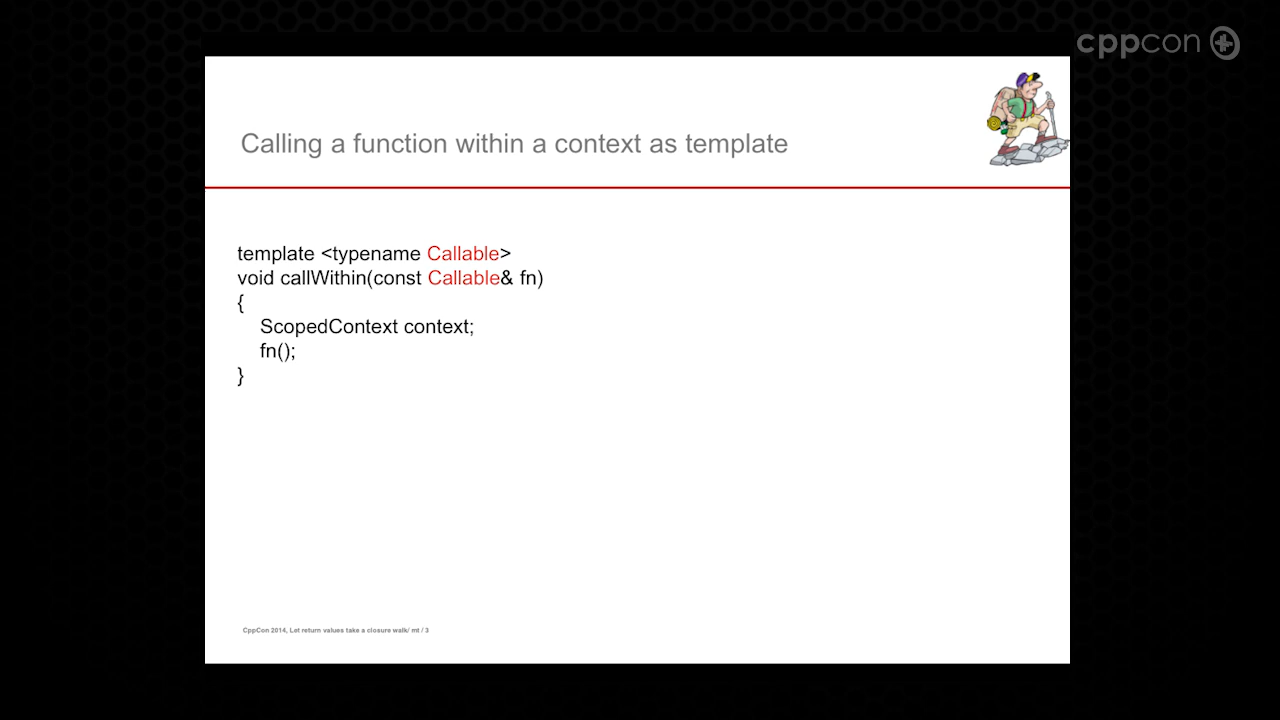 cppcon
Calling a function within a context as template
template <typename Callable>
void callWithin(const Callable& fn)
{
ScopedContext context;
fn();
}
CppCon 2014, Let return values take a closure walk/ mt / 3